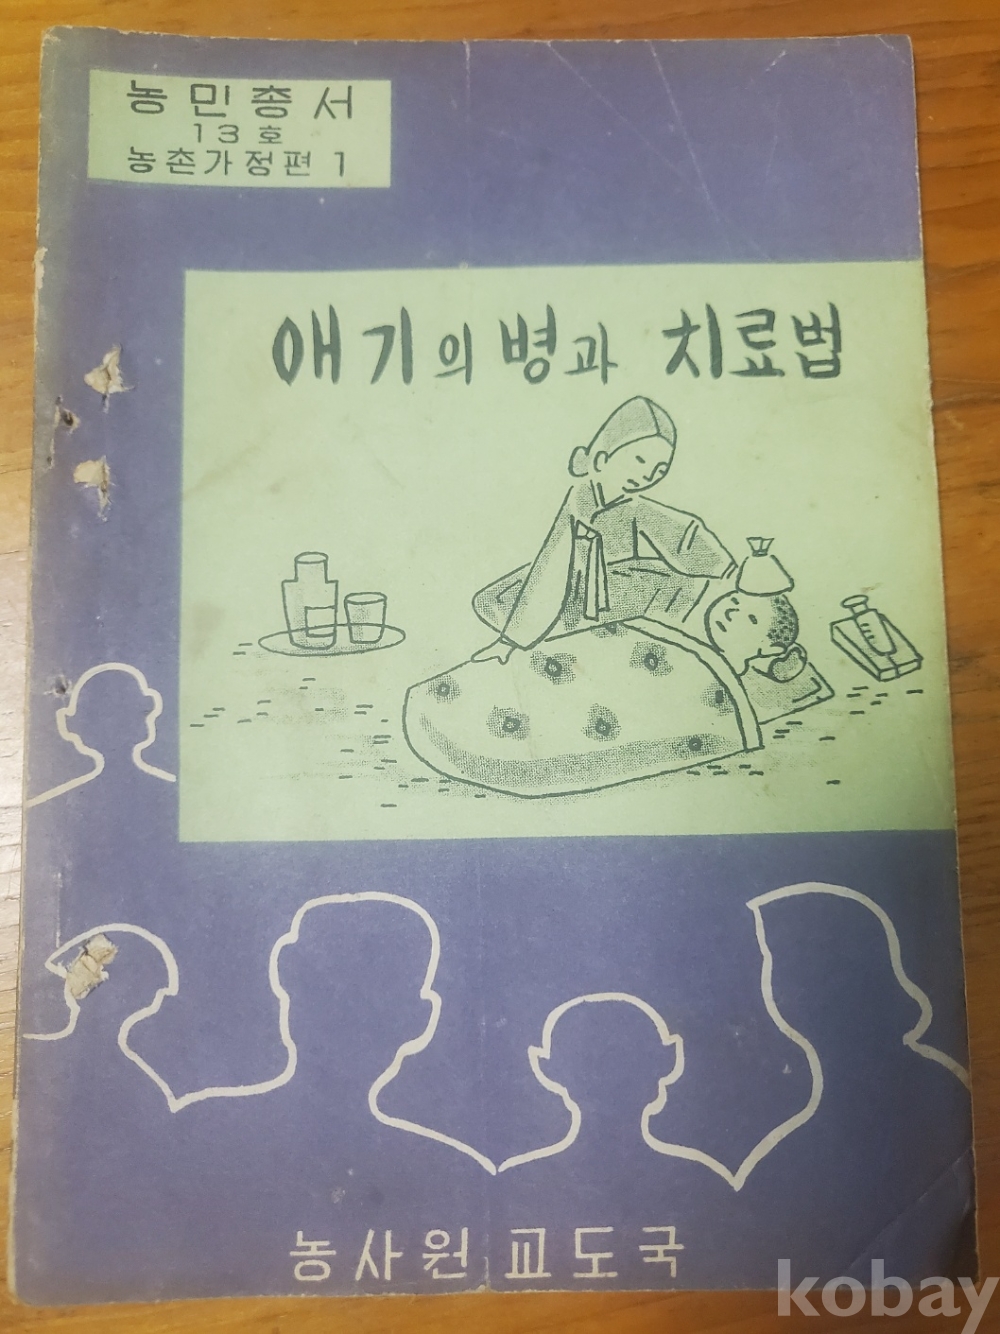 농민총서
13호
농촌가정편 1
애기의 병과 치료법
농사원 교도국
kobay